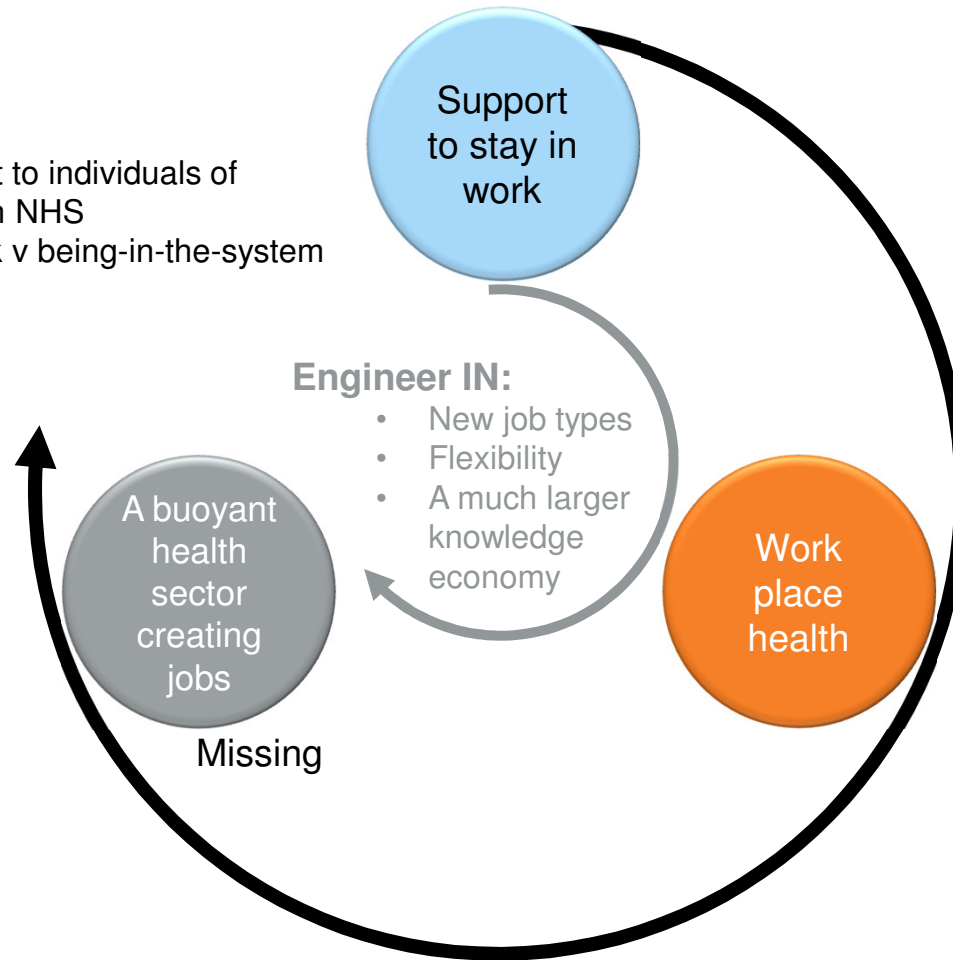 Support
to stay in
work
to individuals of
NHS
v being-in-the-system
Engineer IN:
• New job types
• Flexibility
• A much larger
knowledge
economy
A buoyant
health
sector
creating
jobs
Work
place
health
Missing